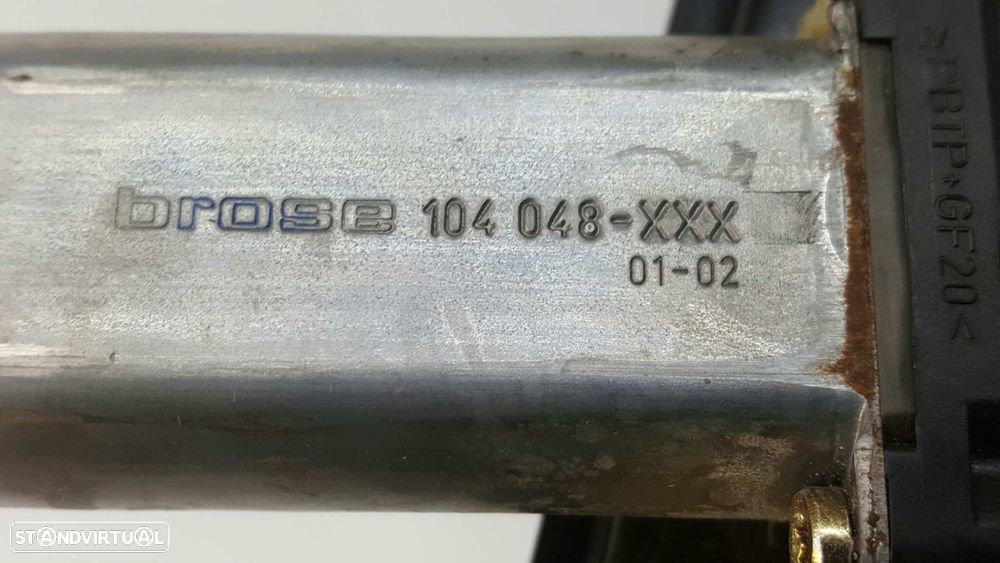 brose 104 048-XXX
01-02
>PBTP+GF20<
STANDVIRTUAL